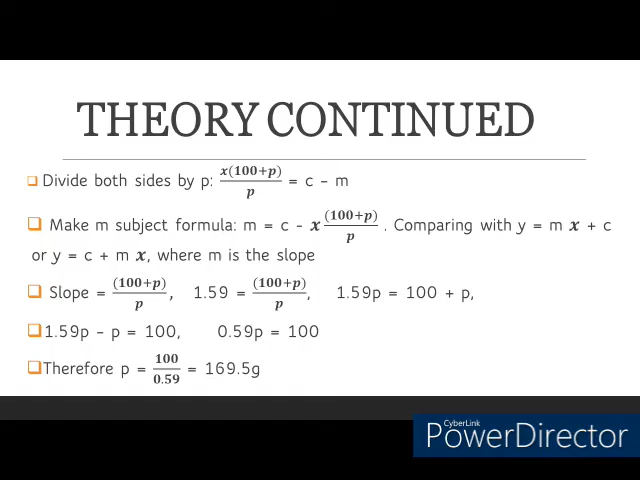 THEORY CONTINUED
Divide both sides by p: x(100+p)/p = c - m
Make m subject formula: m = c - x (100+p)/p . Comparing with y = m x + c
or y = c + m x, where m is the slope
Slope = (100+p)/p, 1.59 = (100+p)/p, 1.59p = 100 + p,
1.59p - p = 100, 0.59p = 100
Therefore p = 100/0.59 = 169.5g
CyberLink
PowerDirector